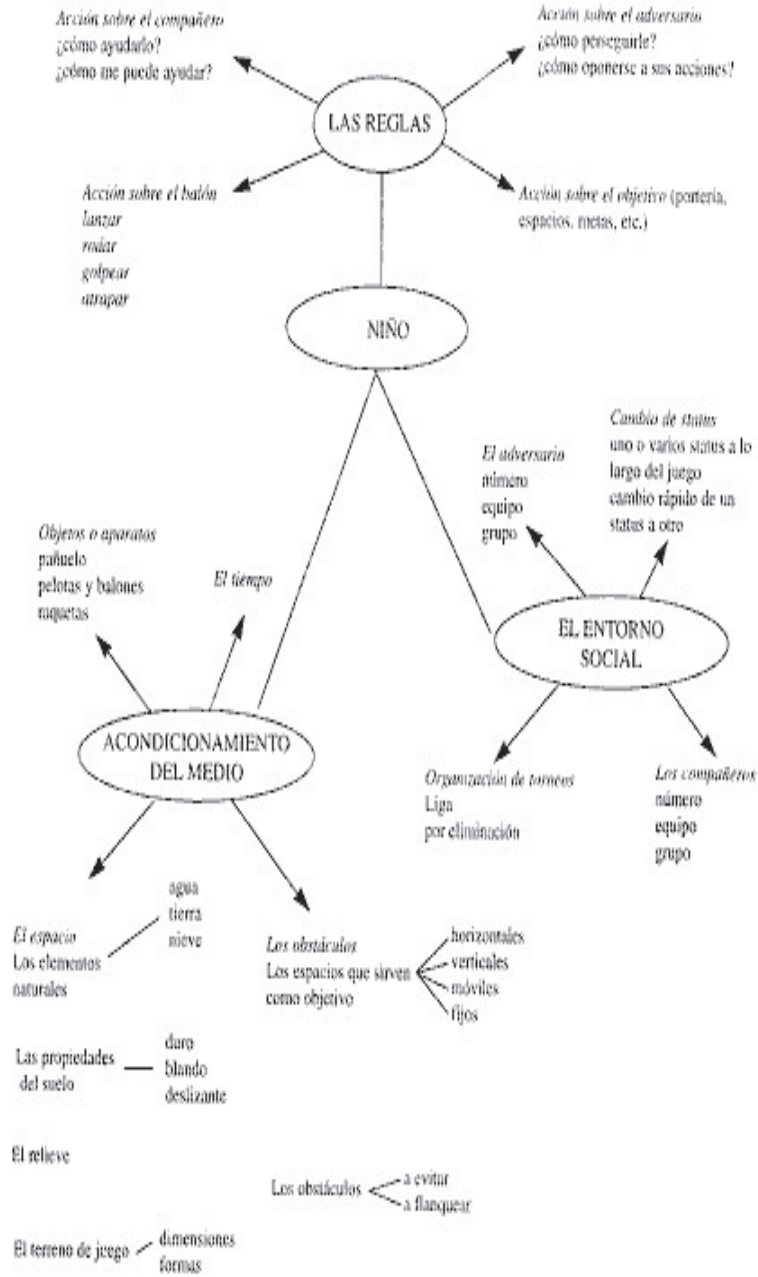 Acción sobre el compañero
¿cómo ayudarlo?
¿cómo me puede ayudar?
Acción sobre el adversario
¿cómo perseguirle?
¿cómo oponerse a sus acciones?
LAS REGLAS
Acción sobre el balón
lanzar
rodar
golpear
atrapar
Acción sobre el objetivo (portería,
espacios, metas, etc.)
NIÑO
El adversario
número
equipo
grupo
Cambio de status
uno o varios status a lo
largo del juego
cambio rápido de un
status a otro
Objetos o aparatos
pañuelo
pelotas y balones
raquetas
El tiempo
EL ENTORNO
SOCIAL
ACONDICIONAMIENTO
DEL MEDIO
Organización de torneos
Liga
por eliminación
Los compañeros
número
equipo
grupo
El espacio
Los elementos
naturales
agua
tierra
nieve
Los obstáculos
Los espacios que sirven
como objetivo
horizontales
verticales
móviles
fijos
Las propiedades
del suelo
duro
blando
deslizante
El relieve
Los obstáculos
a evitar
a flanquear
El terreno de juego
dimensiones
formas